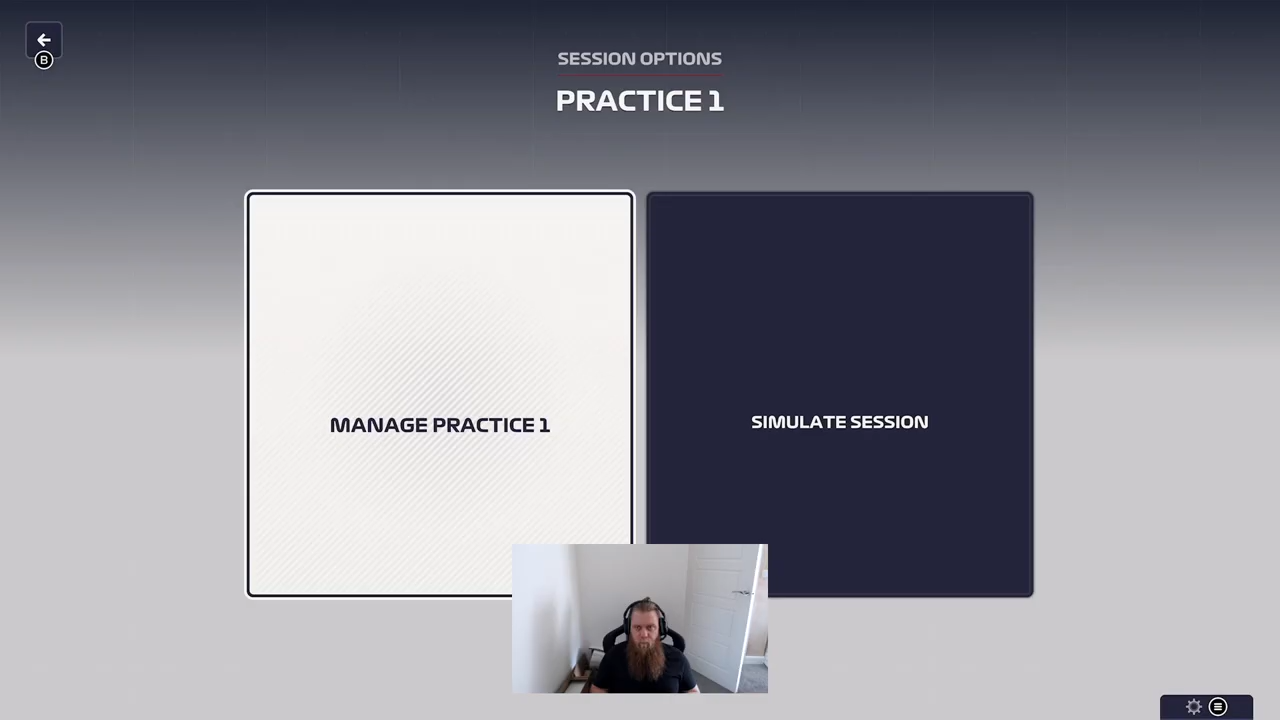 B
SESSION OPTIONS
PRACTICE 1
MANAGE PRACTICE 1
SIMULATE SESSION